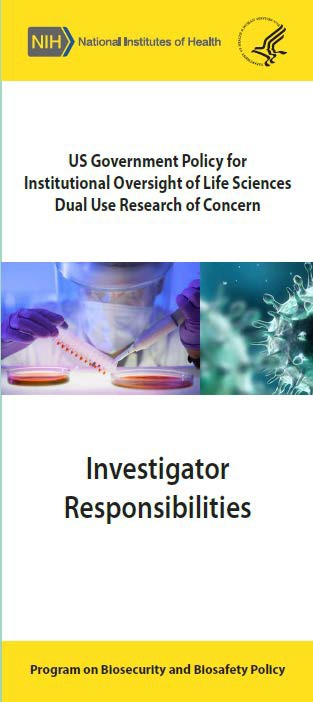 NIH National Institutes of Health
US Government Policy for
Institutional Oversight of Life Sciences
Dual Use Research of Concern
Investigator
Responsibilities
Program on Biosecurity and Biosafety Policy